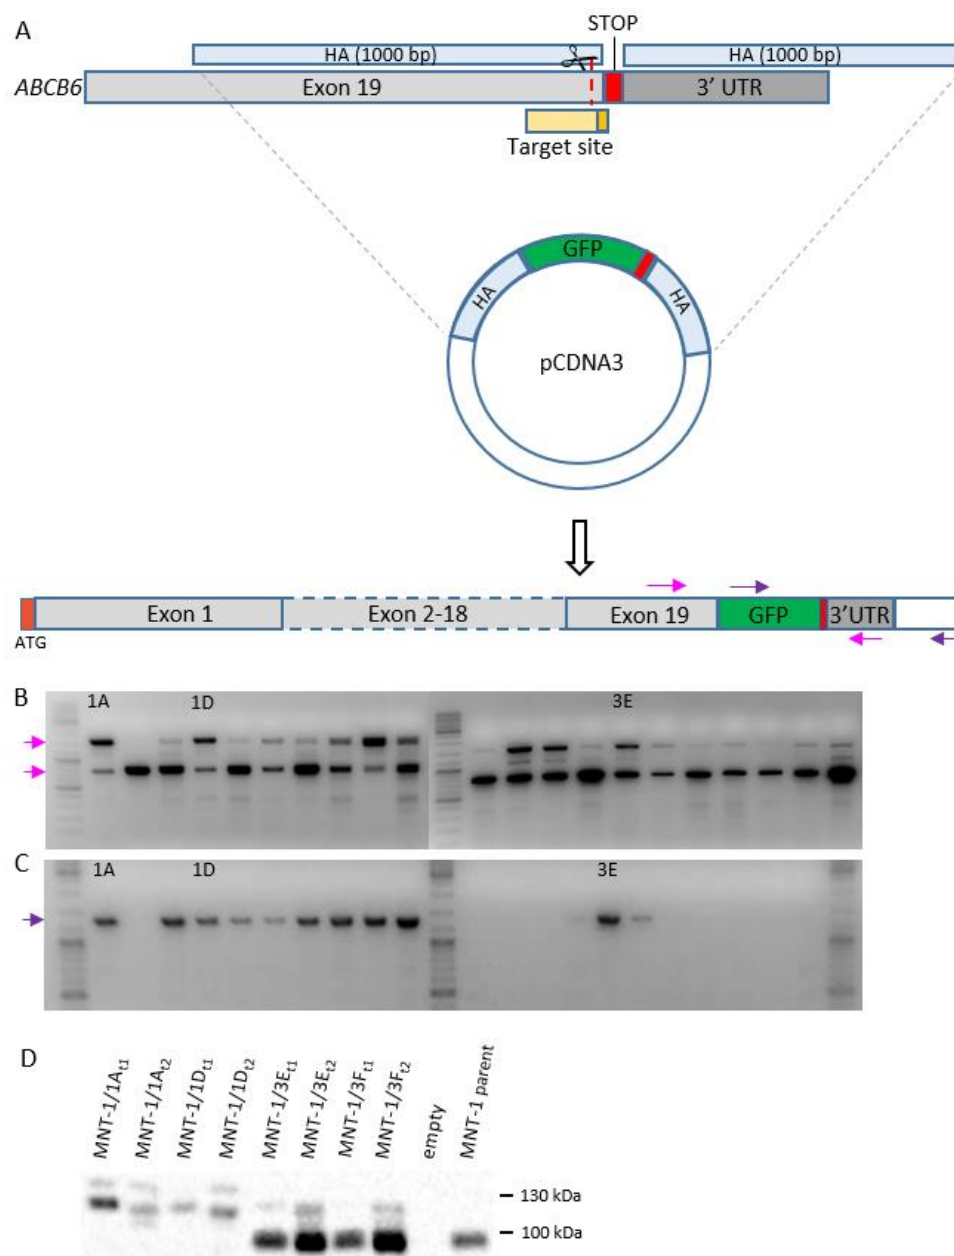 A
STOP
HA (1000 bp)
HA (1000 bp)
ABCB6
Exon 19
3' UTR
Target site
GFP
HA
HA
pCDNA3
Exon 1
Exon 2-18
Exon 19
GFP
3'UTR
ATG
B
1A
1D
3E
C
1A
1D
3E
D
MNT-1/1At1
MNT-1/1At2
MNT-1/1Dt1
MNT-1/1Dt2
MNT-1/3Et1
MNT-1/3Et2
MNT-1/3Ft1
MNT-1/3Ft2
empty
MNT-1 parent
130 kDa
100 kDa